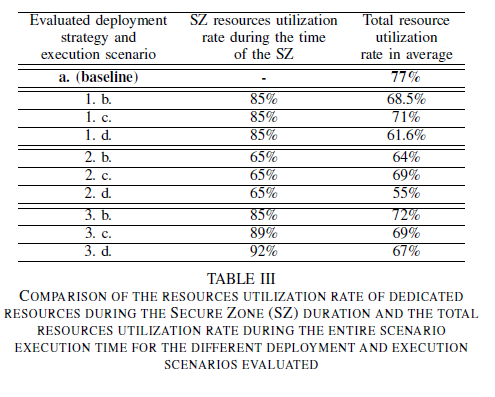 Evaluated deployment SZ resources utilization Total resource
strategy and rate during the time utilization
execution scenario of the SZ rate in average
a. (baseline) - 77%
1. b. 85% 68.5%
1. c. 85% 71%
1. d. 85% 61.6%
2. b. 65% 64%
2. c. 65% 69%
2. d. 65% 55%
3. b. 85% 72%
3. c. 89% 69%
3. d. 92% 67%
TABLE III
COMPARISON OF THE RESOURCES UTILIZATION RATE OF DEDICATED
RESOURCES DURING THE SECURE ZONE (SZ) DURATION AND THE TOTAL
RESOURCES UTILIZATION RATE DURING THE ENTIRE SCENARIO
EXECUTION TIME FOR THE DIFFERENT DEPLOYMENT AND EXECUTION
SCENARIOS EVALUATED